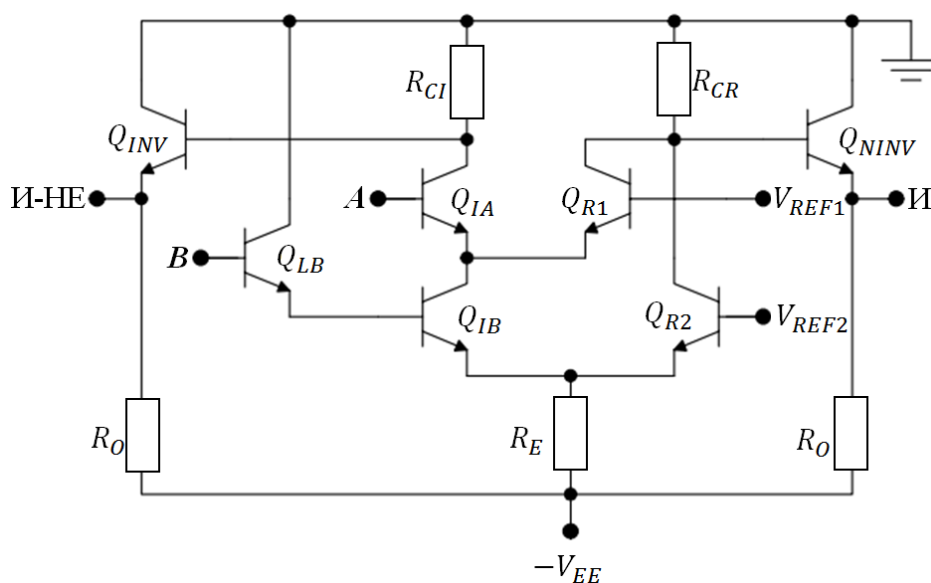 R_CI
R_CR
Q_INV
Q_NINV
И-НЕ
A
Q_IA
Q_R1
V_REF1
И
B
Q_LB
Q_IB
Q_R2
V_REF2
R_O
R_E
R_O
−V_EE